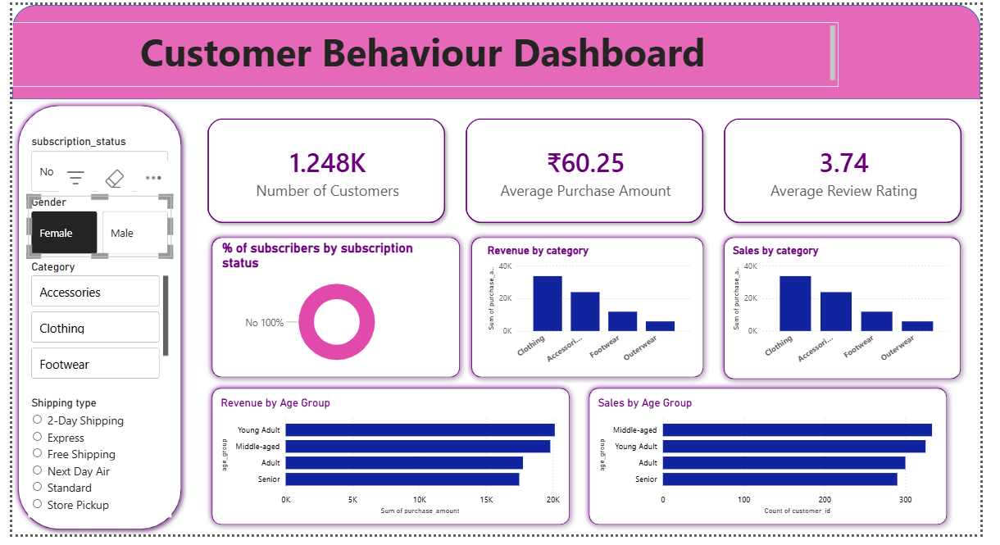 Customer Behaviour Dashboard
subscription_status
No
Gender
Female
Male
Category
Accessories
Clothing
Footwear
Shipping type
2-Day Shipping
Express
Free Shipping
Next Day Air
Standard
Store Pickup
1.248K
Number of Customers
₹60.25
Average Purchase Amount
3.74
Average Review Rating
% of subscribers by subscription
status
No 100%
Revenue by category
Sum of purchase_a...
40K
20K
0K
Clothing
Accessori...
Footwear
Outerwear
Sales by category
Sum of purchase_a...
40K
20K
0K
Clothing
Accessori...
Footwear
Outerwear
Revenue by Age Group
age_group
Young Adult
Middle-aged
Adult
Senior
0K
5K
10K
15K
20K
Sum of purchase_amount
Sales by Age Group
age_group
Middle-aged
Young Adult
Adult
Senior
0
100
200
300
Count of customer_id